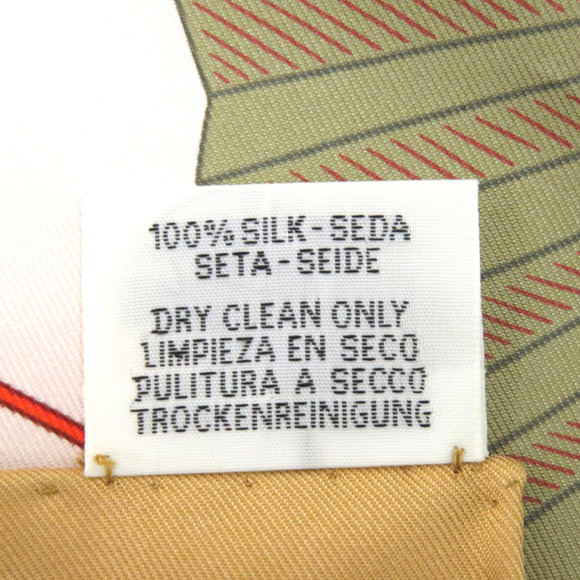 100% SILK-SEDA
SETA-SEIDE
DRY CLEAN ONLY
LIMPIEZA EN SECO
PULITURA A SECCO
TROCKENREINIGUNG